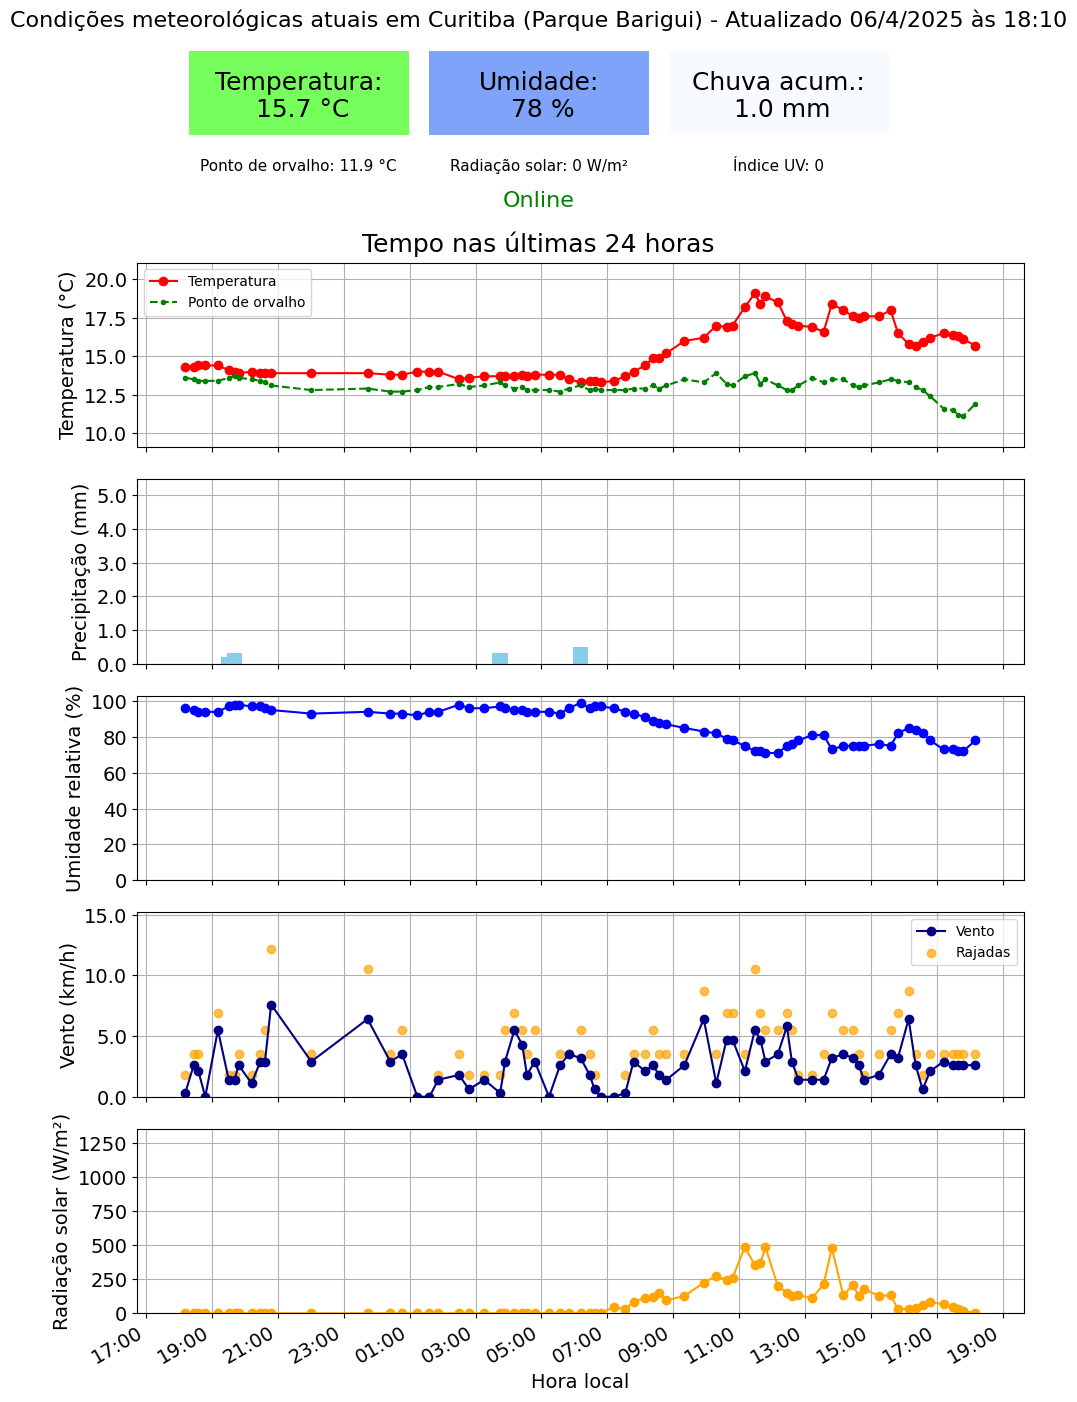 Condições meteorológicas atuais em Curitiba (Parque Barigui) - Atualizado 06/4/2025 às 18:10
Temperatura:
15.7 °C
Umidade:
78 %
Chuva acum.:
1.0 mm
Ponto de orvalho: 11.9 °C
Radiação solar: 0 W/m²
Índice UV: 0
Online
Tempo nas últimas 24 horas
Temperatura (°C)
20.0
17.5
15.0
12.5
10.0
Temperatura
Ponto de orvalho
Precipitação (mm)
5.0
4.0
3.0
2.0
1.0
0.0
Umidade relativa (%)
100
80
60
40
20
0
Vento (km/h)
15.0
10.0
5.0
0.0
Vento
Rajadas
Radiação solar (W/m²)
1250
1000
750
500
250
0
17:00
19:00
21:00
23:00
01:00
03:00
05:00
07:00
09:00
11:00
13:00
15:00
17:00
19:00
Hora local